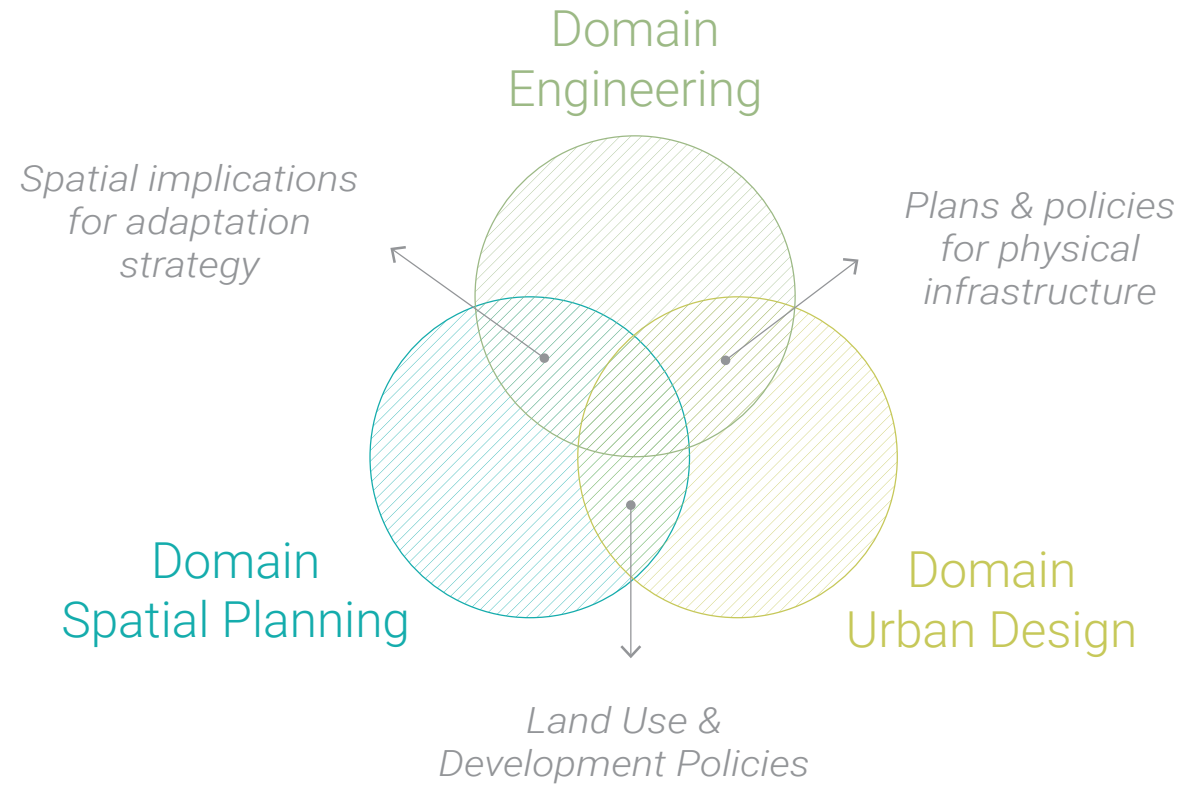 Domain
Engineering
Spatial implications
for adaptation
strategy
Plans & policies
for physical
infrastructure
Domain
Spatial Planning
Domain
Urban Design
Land Use &
Development Policies